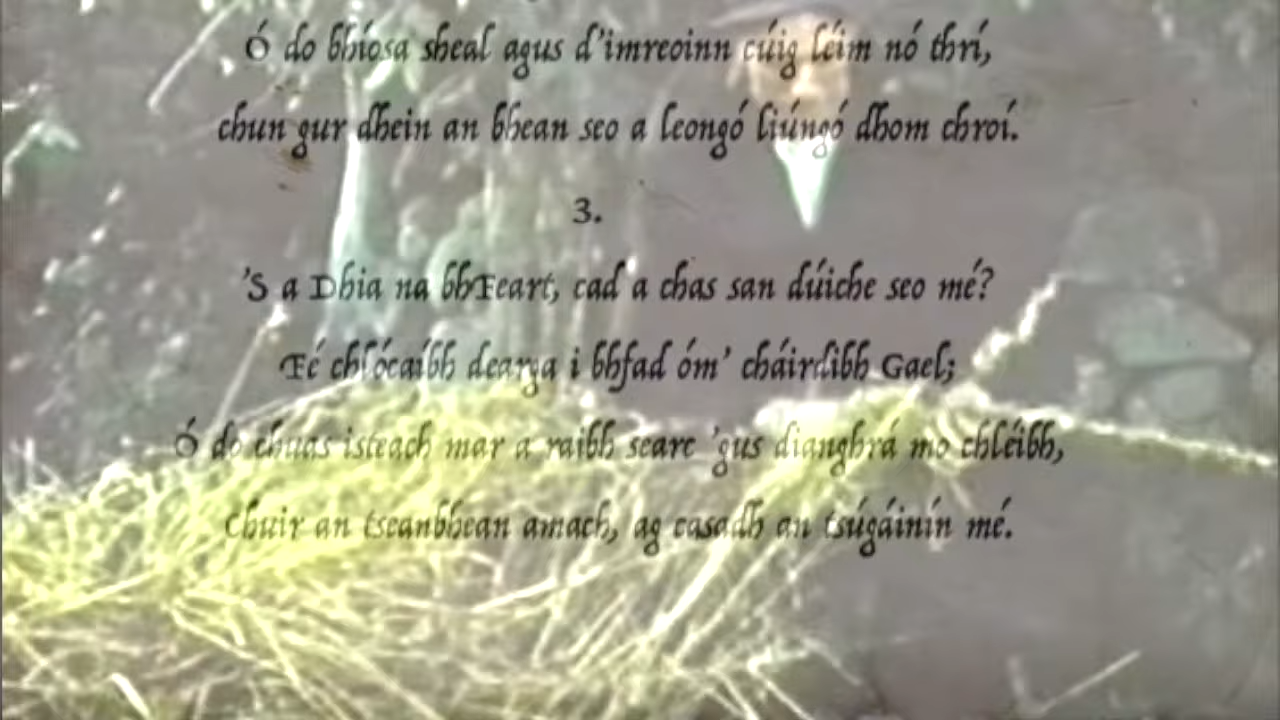 Ó do bhíosa sheal agus d'imreoinn cúig léim nó thrí,
chun gur dhein an bhean seo a leongó liúngó dhom chroí.
3.
'S a Dhia na bhFeart, cad a chas san dúiche seo mé?
Fé chlócaibh dearga i bhfad óm' cháirdibh Gael;
Ó do chuas isteach mar a raibh searc 'gus dianghrá mo chléibh,
Chuir an tseanbhean amach, ag casadh an tsúgáinín mé.